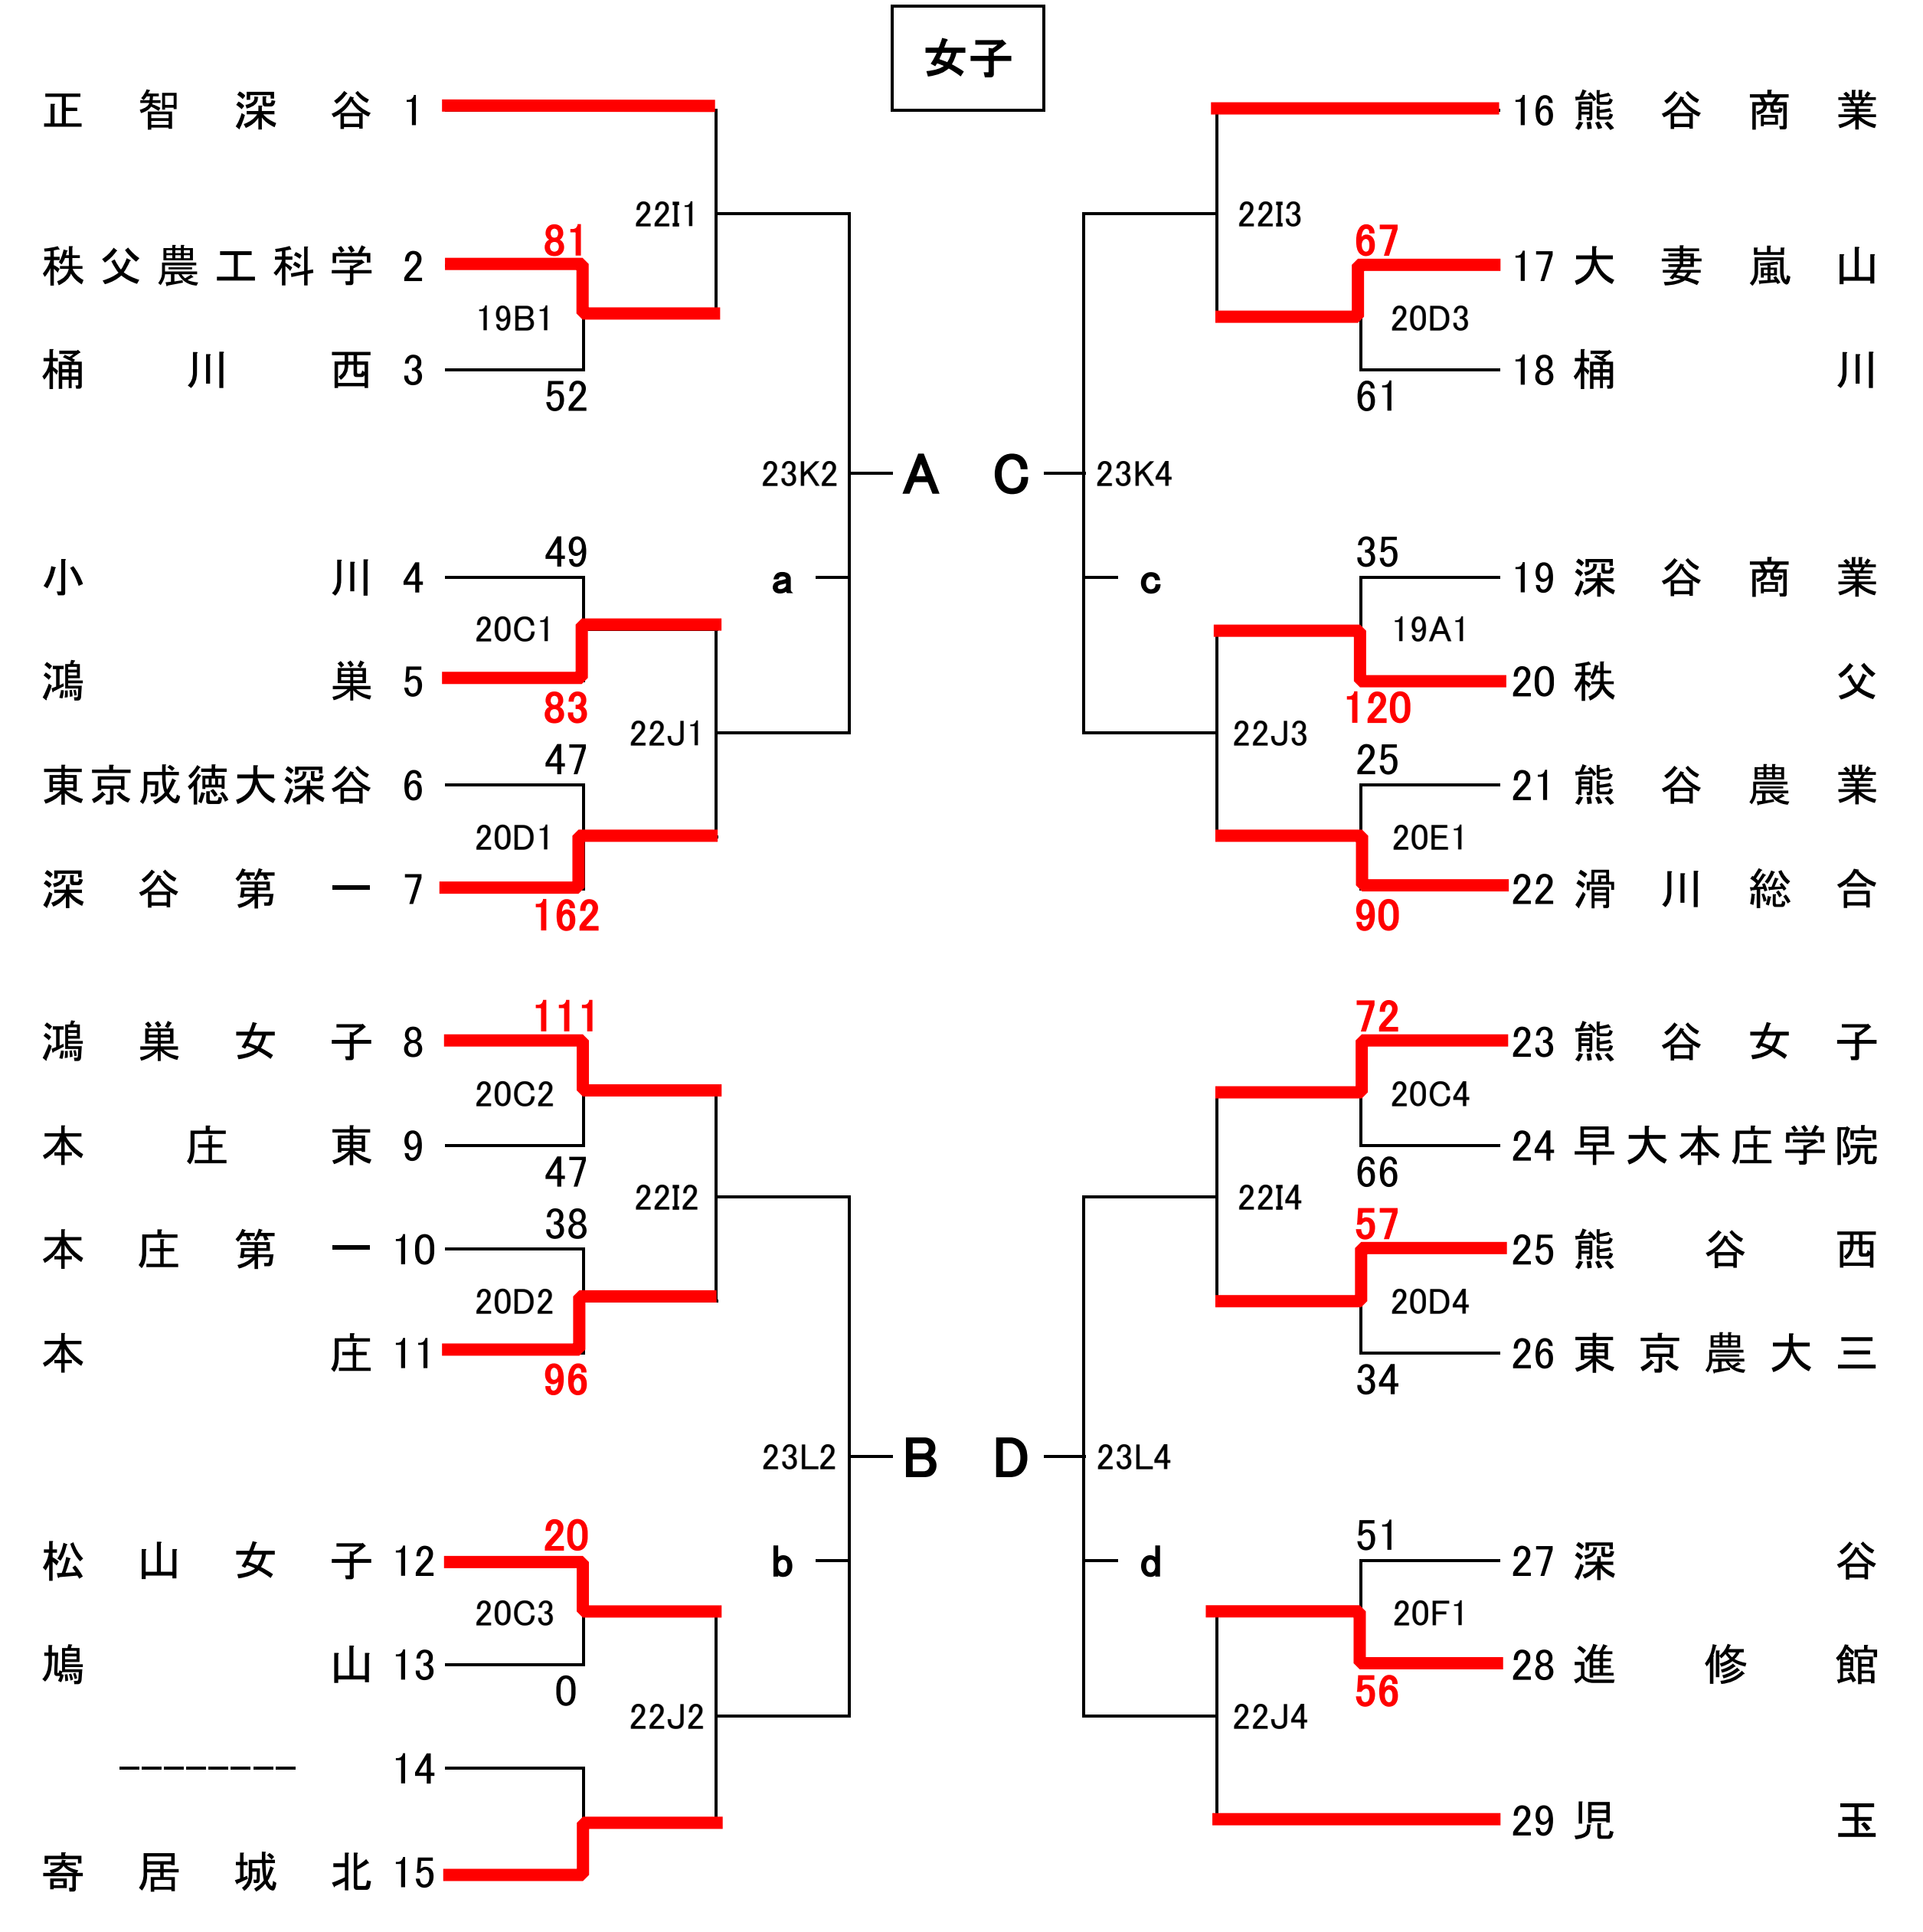 女子
正智深谷 1
22I1
81
秩父農工科学 2
19B1
桶川西 3
52
23K2
A
49
小川 4
20C1
a
鴻巣 5
83
22J1
47
東京成徳大深谷 6
20D1
深谷第一 7
162
111
鴻巣女子 8
20C2
本庄東 9
47
22I2
38
本庄第一 10
20D2
本庄 11
96
23L2
B
20
松山女子 12
b
20C3
鳩山 13
0
22J2
-------- 14
寄居城北 15
16 熊谷商業
22I3
67
17 大妻嵐山
20D3
18 桶川
61
C
23K4
35
c
19 深谷商業
19A1
20 秩父
120
22J3
25
21 熊谷農業
20E1
22 滑川総合
90
72
23 熊谷女子
20C4
24 早大本庄学院
66
22I4
57
25 熊谷西
20D4
26 東京農大三
34
D
23L4
51
d
27 深谷
20F1
28 進修館
56
22J4
29 児玉